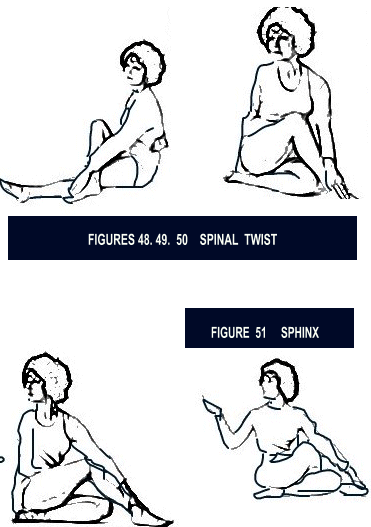 FIGURES 48. 49. 50 SPINAL TWIST
FIGURE 51 SPHINX